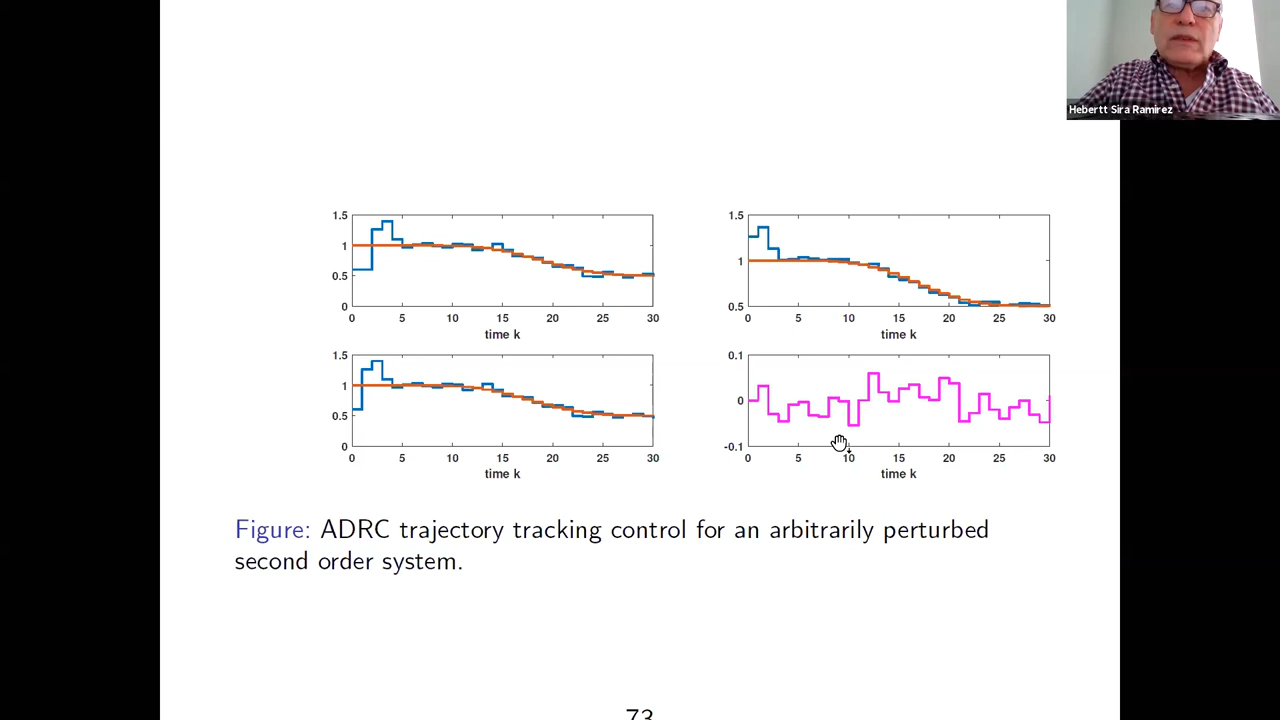 Hebertt Sira Ramirez
1.5
1
0.5
0
0 5 10 15 20 25 30
time k
1.5
1
0.5
0 5 10 15 20 25 30
time k
1.5
1
0.5
0
0 5 10 15 20 25 30
time k
0.1
0
-0.1
0 5 10 15 20 25 30
time k
Figure: ADRC trajectory tracking control for an arbitrarily perturbed
second order system.
73